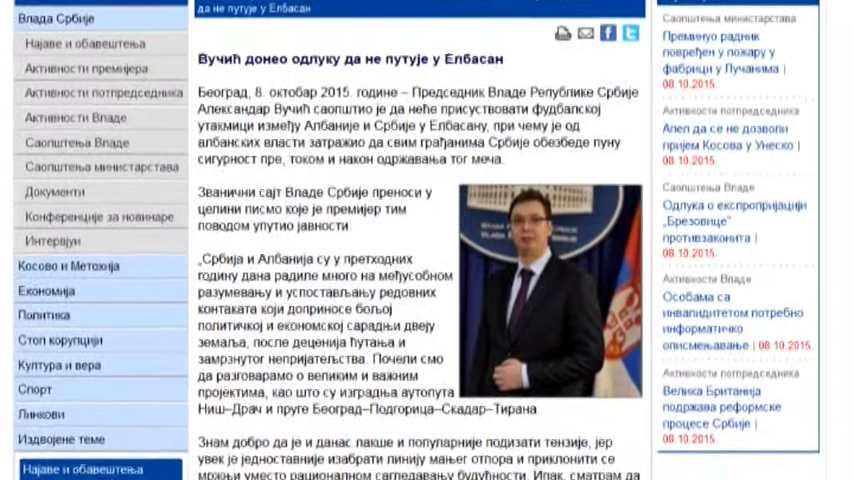 да не путује у Елбасан
Влада Србије
Најаве и обавештења
Активности премијера
Активности потпредседника
Активности Владе
Саопштења Владе
Саопштења министарстава
Документи
Конференције за новинаре
Интервјуи
Косово и Метохија
Економија
Политика
Стоп корупцији
Култура и вера
Спорт
Линкови
Издвојене теме
Најаве и обавештења
Вучић донео одлуку да не путује у Елбасан
Београд, 8. октобар 2015. године – Председник Владе Републике Србије
Александар Вучић саопштио је да неће присуствовати фудбалској
утакмици између Албаније и Србије у Елбасану, при чему је од
албанских власти затражио да свим грађанима Србије обезбеде пуну
сигурност пре, током и након одржавања тог меча.
Званични сајт Владе Србије преноси у
целини писмо које је премијер тим
поводом упутио јавности:
„Србија и Албанија су у претходних
годину дана радиле много на међусобном
разумевању и успостављању редовних
контаката који доприносе бољој
политичкој и економској сарадњи двеју
земаља, после деценија ћутања и
замрзнутог непријатељства. Почели смо
да разговарамо о великим и важним
пројектима, као што су изградња аутопута
Ниш–Драч и пруге Београд–Подгорица–Скадар–Тирана.
Знам добро да је и данас лакше и популарније подизати тензије, јер
увек је једноставније изабрати линију мањег отпора и приклонити се
мржњи уместо рационалном сагледавању будућности. Ипак, сматрам да
Саопштења министарстава
Преминуо радник
повређен у пожару у
фабрици у Лучанима |
08.10.2015.
Активности потпредседника
Апел да се не дозволи
пријем Косова у Унеско |
08.10.2015.
Саопштења Владе
Одлука о експропријацији
„Брезовице“
противзаконита |
08.10.2015.
Активности Владе
Особама са
инвалидитетом потребно
информатичко
описмењавање | 08.10.2015.
Активности потпредседника
Велика Британија
подржава реформске
процесе Србије |
08.10.2015.